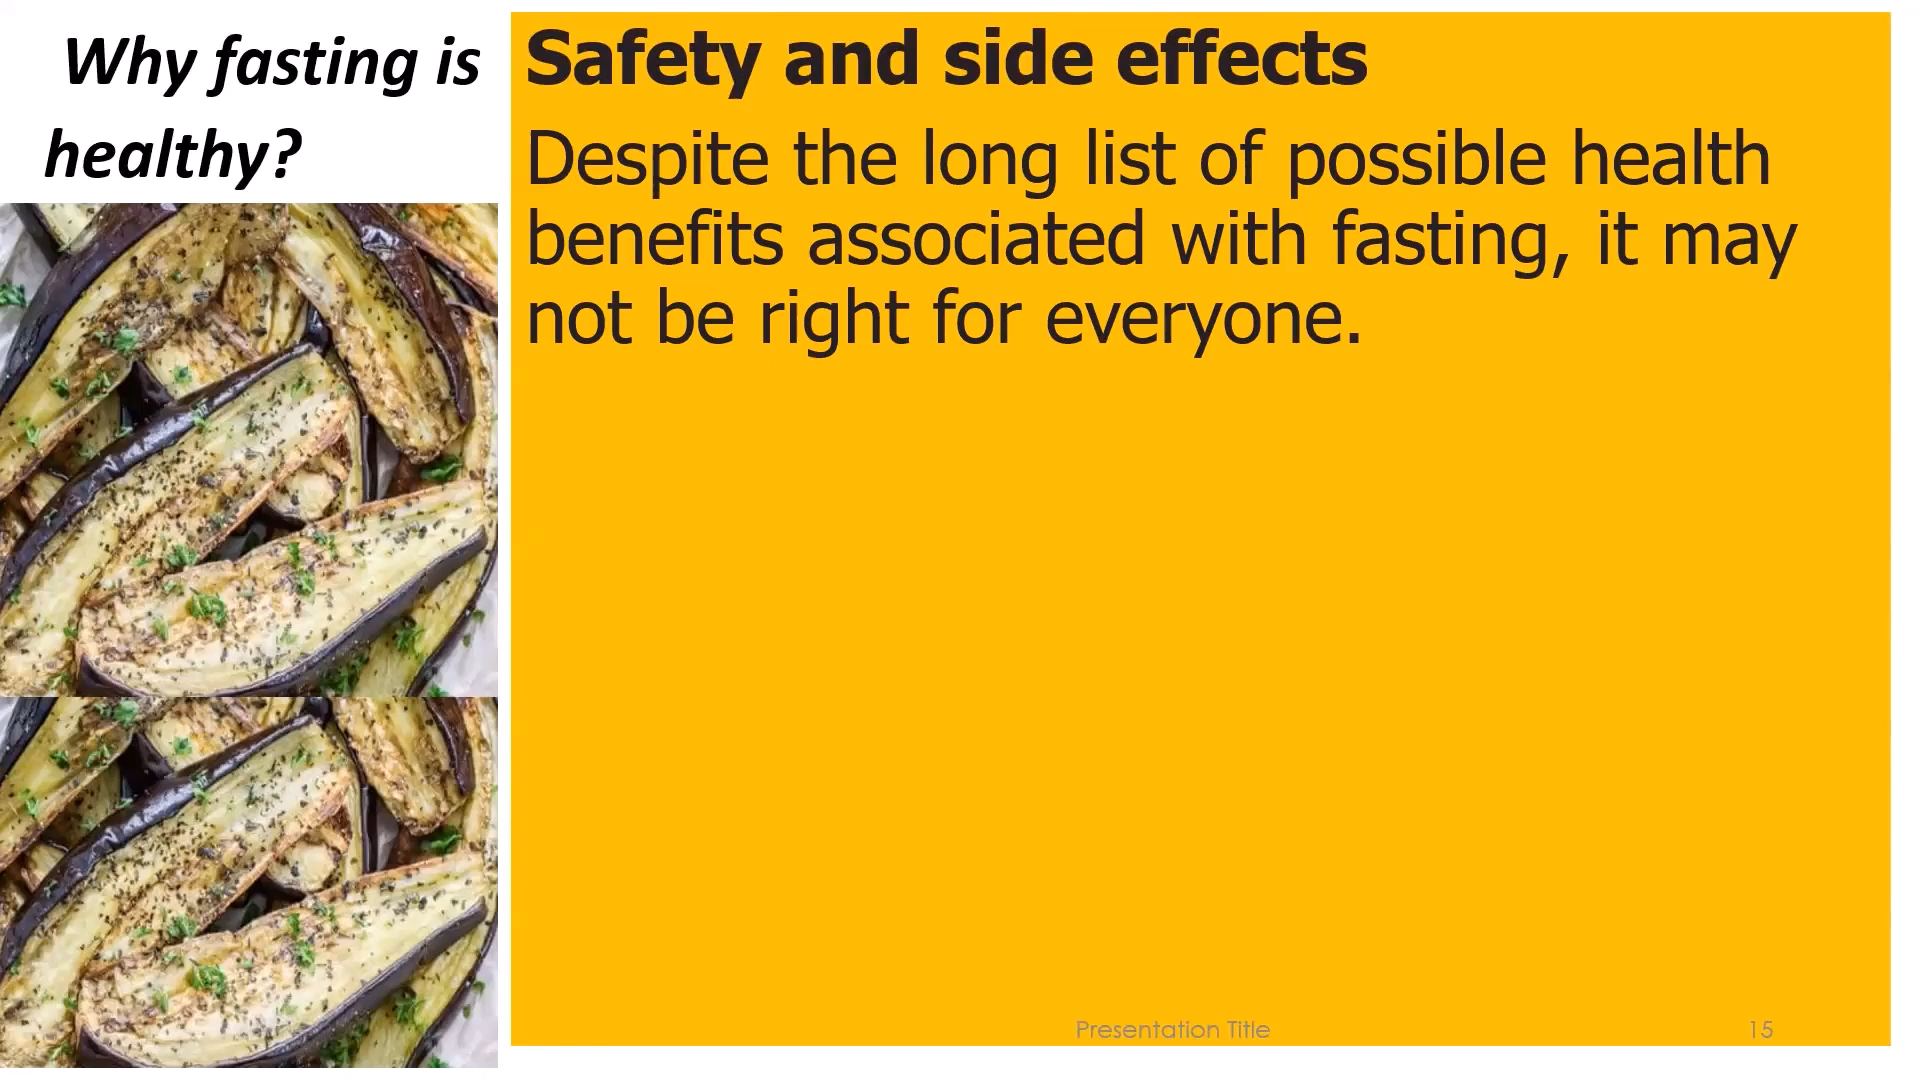 Why fasting is
healthy?
Safety and side effects
Despite the long list of possible health
benefits associated with fasting, it may
not be right for everyone.
Presentation Title
15